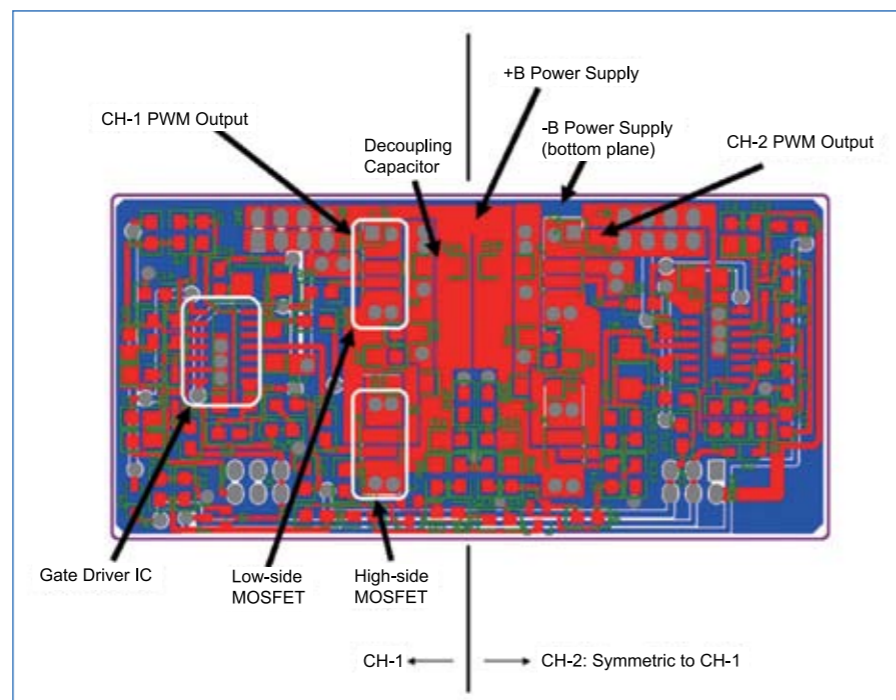 +B Power Supply
CH-1 PWM Output
-B Power Supply
(bottom plane)
CH-2 PWM Output
Decoupling
Capacitor
Gate Driver IC
Low-side
MOSFET
High-side
MOSFET
CH-1
CH-2: Symmetric to CH-1